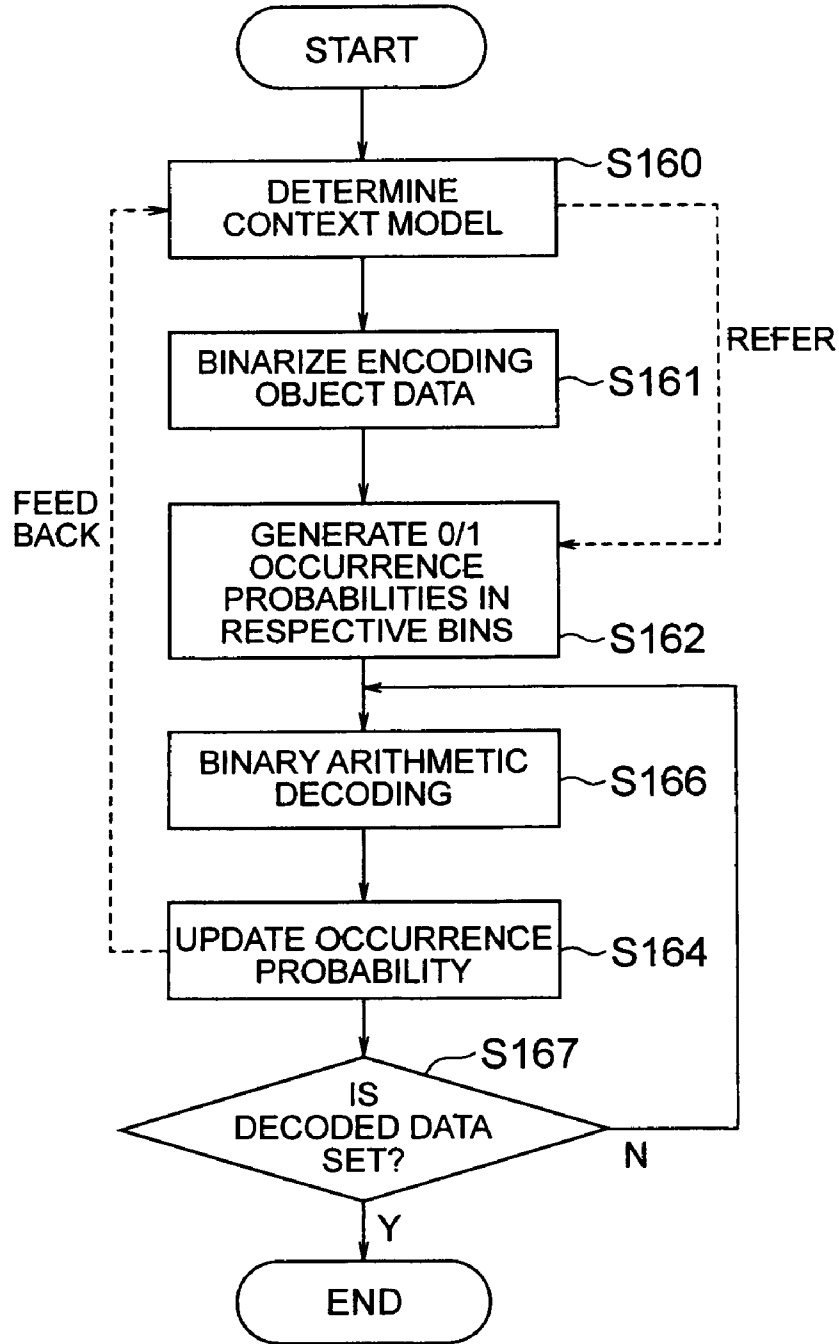 START
S160
DETERMINE
CONTEXT MODEL
REFER
BINARIZE ENCODING
OBJECT DATA
S161
FEED
BACK
GENERATE 0/1
OCCURRENCE
PROBABILITIES IN
RESPECTIVE BINS
S162
BINARY ARITHMETIC
DECODING
S166
UPDATE OCCURRENCE
PROBABILITY
S164
S167
IS
DECODED DATA
SET?
N
Y
END